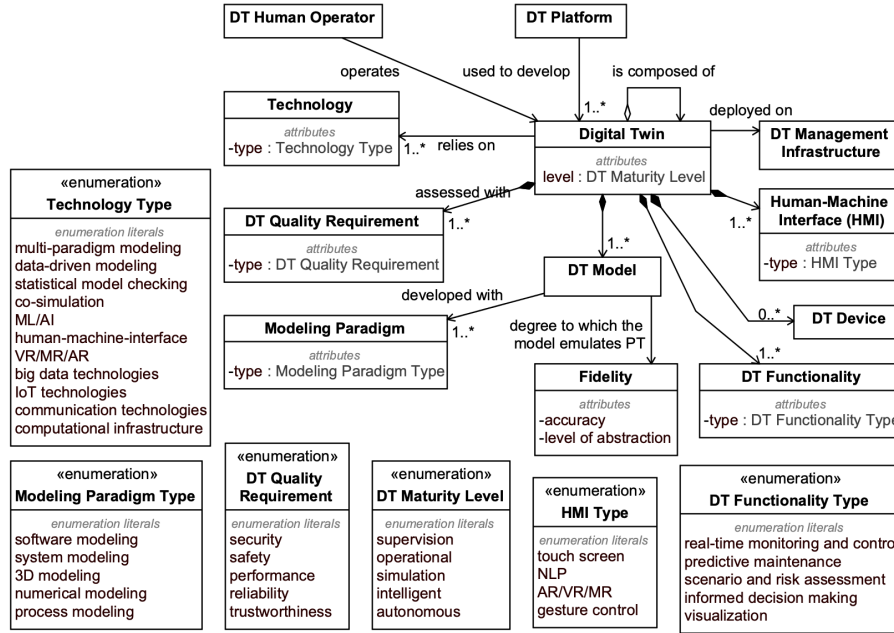 DT Human Operator
DT Platform
operates
used to develop
is composed of
1..*
deployed on
Technology
attributes
-type : Technology Type
1..*
relies on
Digital Twin
attributes
level : DT Maturity Level
DT Management
Infrastructure
«enumeration»
Technology Type
enumeration literals
multi-paradigm modeling
data-driven modeling
statistical model checking
co-simulation
ML/AI
human-machine-interface
VR/MR/AR
big data technologies
IoT technologies
communication technologies
computational infrastructure
assessed with
1..*
DT Quality Requirement
attributes
-type : DT Quality Requirement
1..*
Human-Machine
Interface (HMI)
attributes
-type : HMI Type
1..*
DT Model
developed with
1..*
Modeling Paradigm
attributes
-type : Modeling Paradigm Type
degree to which the
model emulates PT
0..*
DT Device
1..*
Fidelity
attributes
-accuracy
-level of abstraction
DT Functionality
attributes
-type : DT Functionality Type
«enumeration»
Modeling Paradigm Type
enumeration literals
software modeling
system modeling
3D modeling
numerical modeling
process modeling
«enumeration»
DT Quality
Requirement
enumeration literals
security
safety
performance
reliability
trustworthiness
«enumeration»
DT Maturity Level
enumeration literals
supervision
operational
simulation
intelligent
autonomous
«enumeration»
HMI Type
enumeration literals
touch screen
NLP
AR/VR/MR
gesture control
«enumeration»
DT Functionality Type
enumeration literals
real-time monitoring and control
predictive maintenance
scenario and risk assessment
informed decision making
visualization